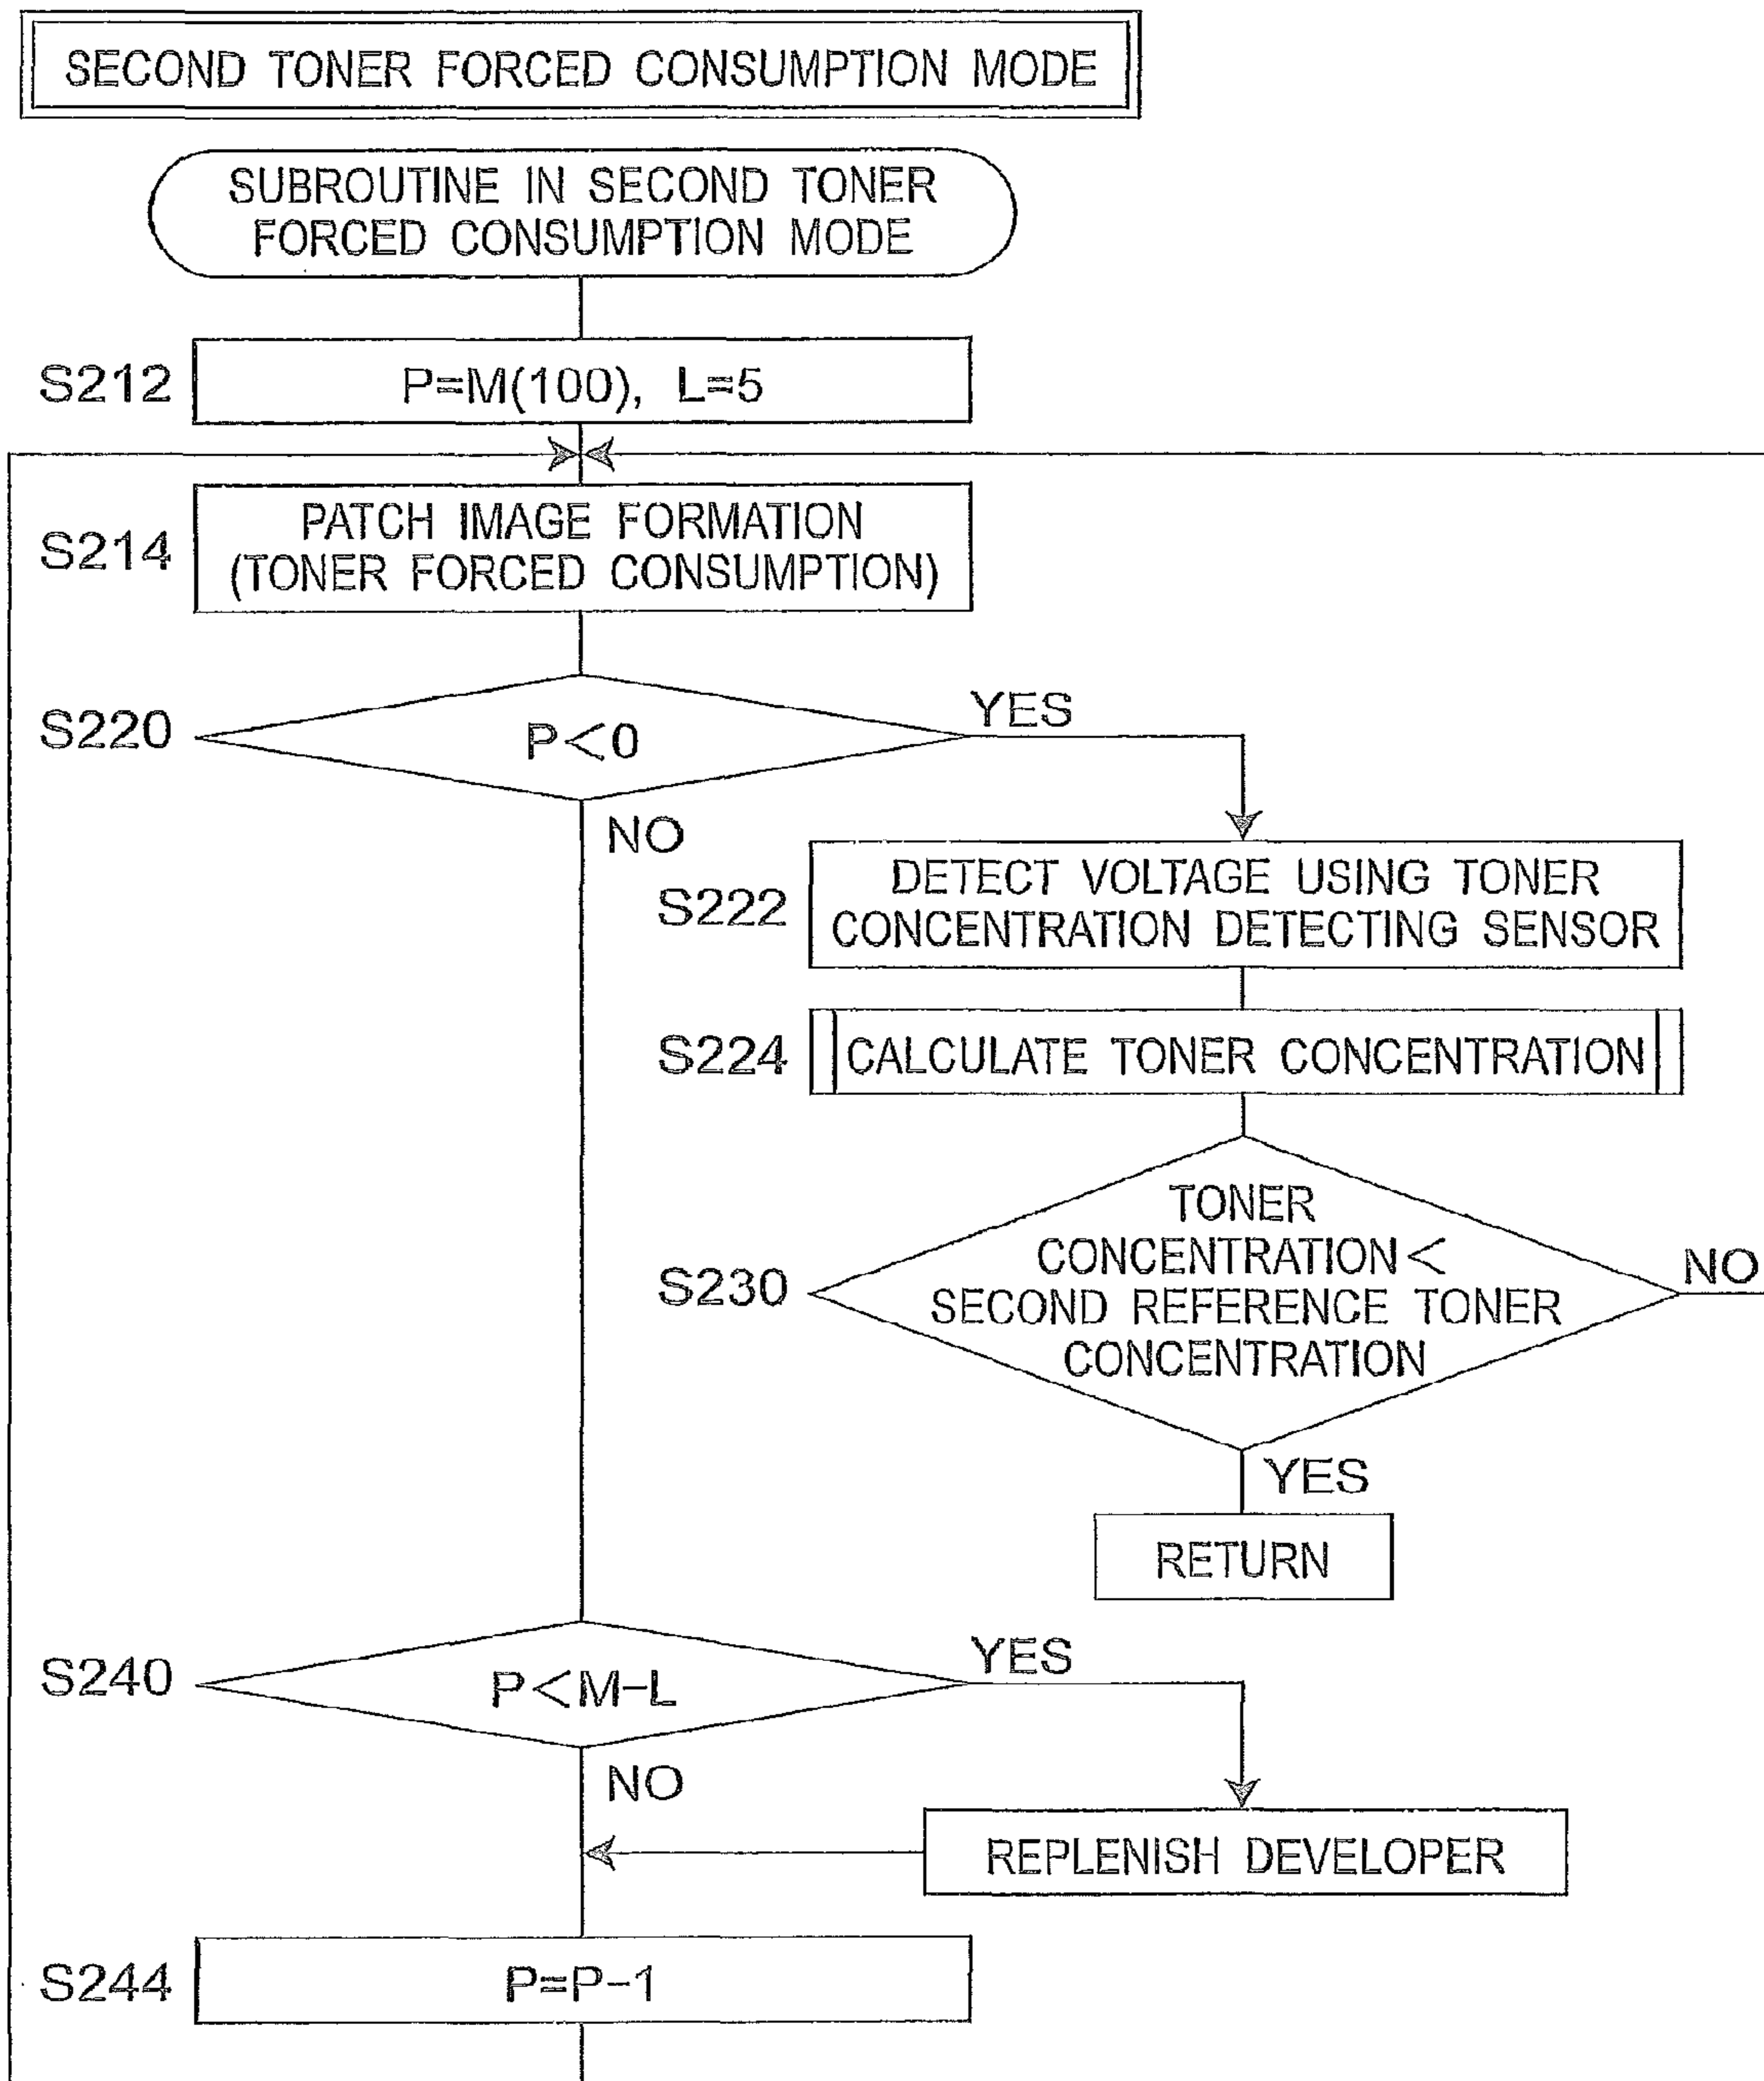 SECOND TONER FORCED CONSUMPTION MODE
SUBROUTINE IN SECOND TONER
FORCED CONSUMPTION MODE
S212
P=M(100), L=5
S214
PATCH IMAGE FORMATION
(TONER FORCED CONSUMPTION)
S220
P<0
YES
NO
S222
DETECT VOLTAGE USING TONER
CONCENTRATION DETECTING SENSOR
S224
CALCULATE TONER CONCENTRATION
S230
TONER
CONCENTRATION<
SECOND REFERENCE TONER
CONCENTRATION
NO
YES
RETURN
S240
P<M-L
YES
NO
REPLENISH DEVELOPER
S244
P=P-1